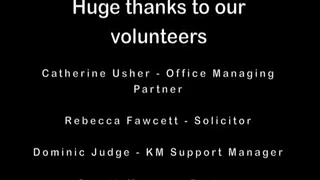 Huge thanks to our
volunteers
Catherine Usher - Office Managing
Partner
Rebecca Fawcett - Solicitor
Dominic Judge - KM Support Manager